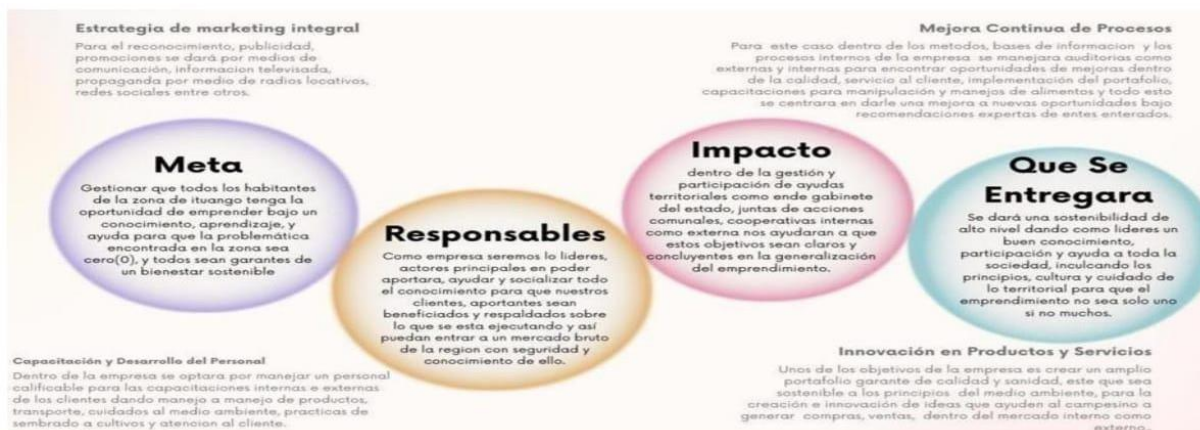 Estrategia de marketing integral
Para el reconocimiento, publicidad,
promociones se dará por medios de
comunicación, informacion televisada,
propaganda por medio de radios locativos,
redes sociales entre otros.
Mejora Continua de Procesos
Para este caso dentro de los metodos, bases de informacion y los
procesos internos de la empresa se manejara auditorias como
externas y internas para encontrar oportunidades de mejoras dentro
de la calidad, servicio al cliente, implementación del portafolio,
capacitaciones para manipulación y manejos de alimentos y todo esto
se centrara en darle una mejora a nuevas oportunidades bajo
recomendaciones expertas de entes enterados.
Meta
Gestionar que todos los habitantes
de la zona de ituango tenga la
oportunidad de emprender bajo un
conocimiento, aprendizaje, y
ayuda para que la problemática
encontrada en la zona sea
cero(0), y todos sean garantes de
un bienestar sostenible
Responsables
Como empresa seremos lo lideres,
actores principales en poder
aportara, ayudar y socializar todo
el conocimiento para que nuestros
clientes, aportantes sean
beneficiados y respaldados sobre
lo que se esta ejecutando y así
puedan entrar a un mercado bruto
de la region con seguridad y
conocimiento de ello.
Impacto
dentro de la gestión y
participación de ayudas
territoriales como ende gabinete
del estado, juntas de acciones
comunales, cooperativas internas
como externa nos ayudaran a que
estos objetivos sean claros y
concluyentes en la generalización
del emprendimiento.
Que Se
Entregara
Se dará una sostenibilidad de
alto nivel dando como lideres un
buen conocimiento,
participación y ayuda a toda la
sociedad, inculcando los
principios, cultura y cuidado de
lo territorial para que el
emprendimiento no sea solo uno
si no muchos.
Capacitación y Desarrollo del Personal
Dentro de la empresa se optara por manejar un personal
calificable para las capacitaciones internas e externas
de los clientes dando manejo a manejo de productos,
transporte, cuidados al medio ambiente, practicas de
sembrado a cultivos y atencion al cliente.
Innovación en Productos y Servicios
Unos de los objetivos de la empresa es crear un amplio
portafolio garante de calidad y sanidad, este que sea
sostenible a los principios del medio ambiente, para la
creación e innovación de ideas que ayuden al campesino a
generar compras, ventas, dentro del mercado interno como
externo..